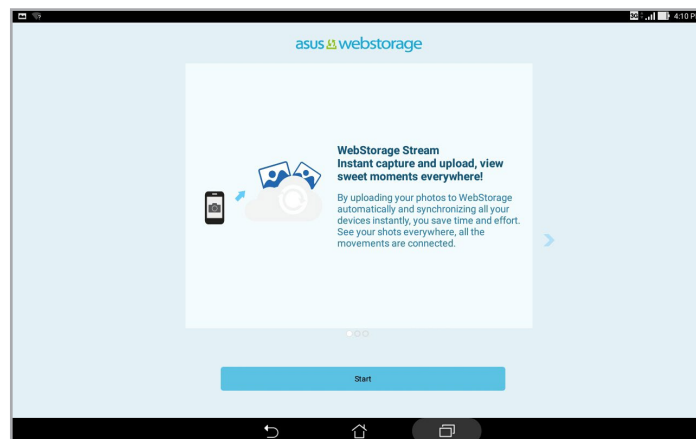 3G 4:10 P
asus webstorage
WebStorage Stream
Instant capture and upload, view
sweet moments everywhere!
By uploading your photos to WebStorage
automatically and synchronizing all your
devices instantly, you save time and effort.
See your shots everywhere, all the
movements are connected.
Start